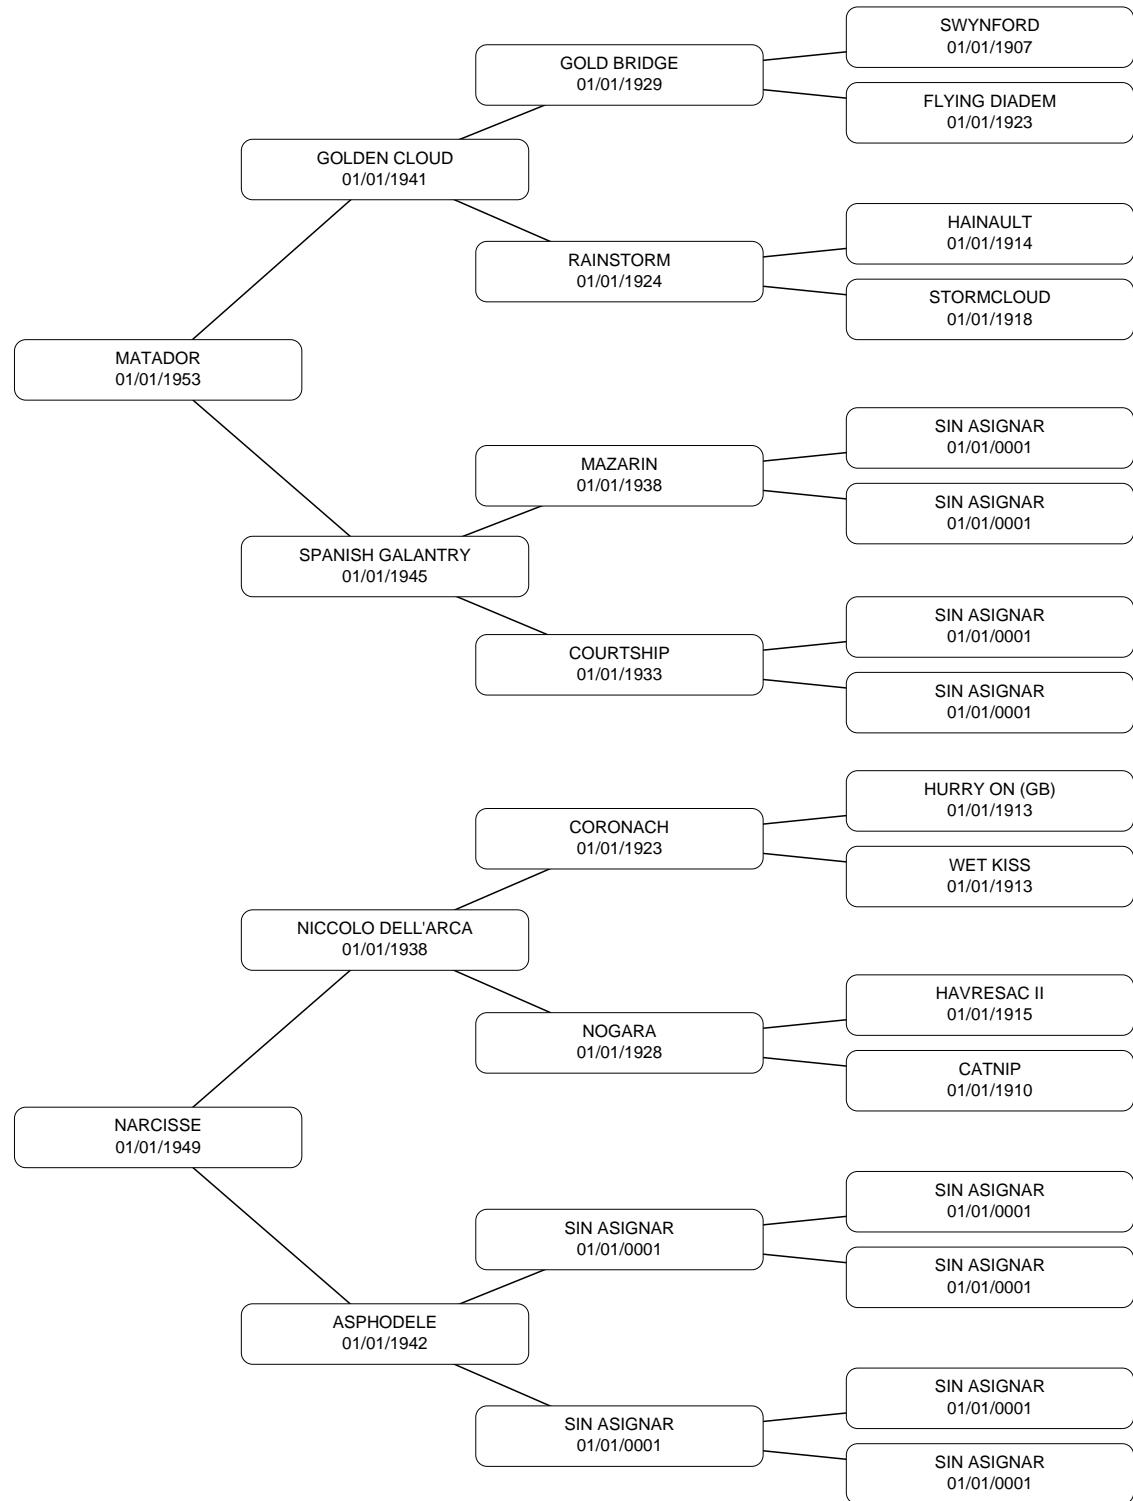 SWYNFORD
01/01/1907
GOLD BRIDGE
01/01/1929
FLYING DIADEM
01/01/1923
GOLDEN CLOUD
01/01/1941
HAINAULT
01/01/1914
RAINSTORM
01/01/1924
STORMCLOUD
01/01/1918
MATADOR
01/01/1953
SIN ASIGNAR
01/01/0001
MAZARIN
01/01/1938
SIN ASIGNAR
01/01/0001
SPANISH GALANTRY
01/01/1945
SIN ASIGNAR
01/01/0001
COURTSHIP
01/01/1933
SIN ASIGNAR
01/01/0001
HURRY ON (GB)
01/01/1913
CORONACH
01/01/1923
WET KISS
01/01/1913
NICCOLO DELL'ARCA
01/01/1938
HAVRESAC II
01/01/1915
NOGARA
01/01/1928
CATNIP
01/01/1910
NARCISSE
01/01/1949
SIN ASIGNAR
01/01/0001
SIN ASIGNAR
01/01/0001
SIN ASIGNAR
01/01/0001
ASPHODELE
01/01/1942
SIN ASIGNAR
01/01/0001
SIN ASIGNAR
01/01/0001
SIN ASIGNAR
01/01/0001